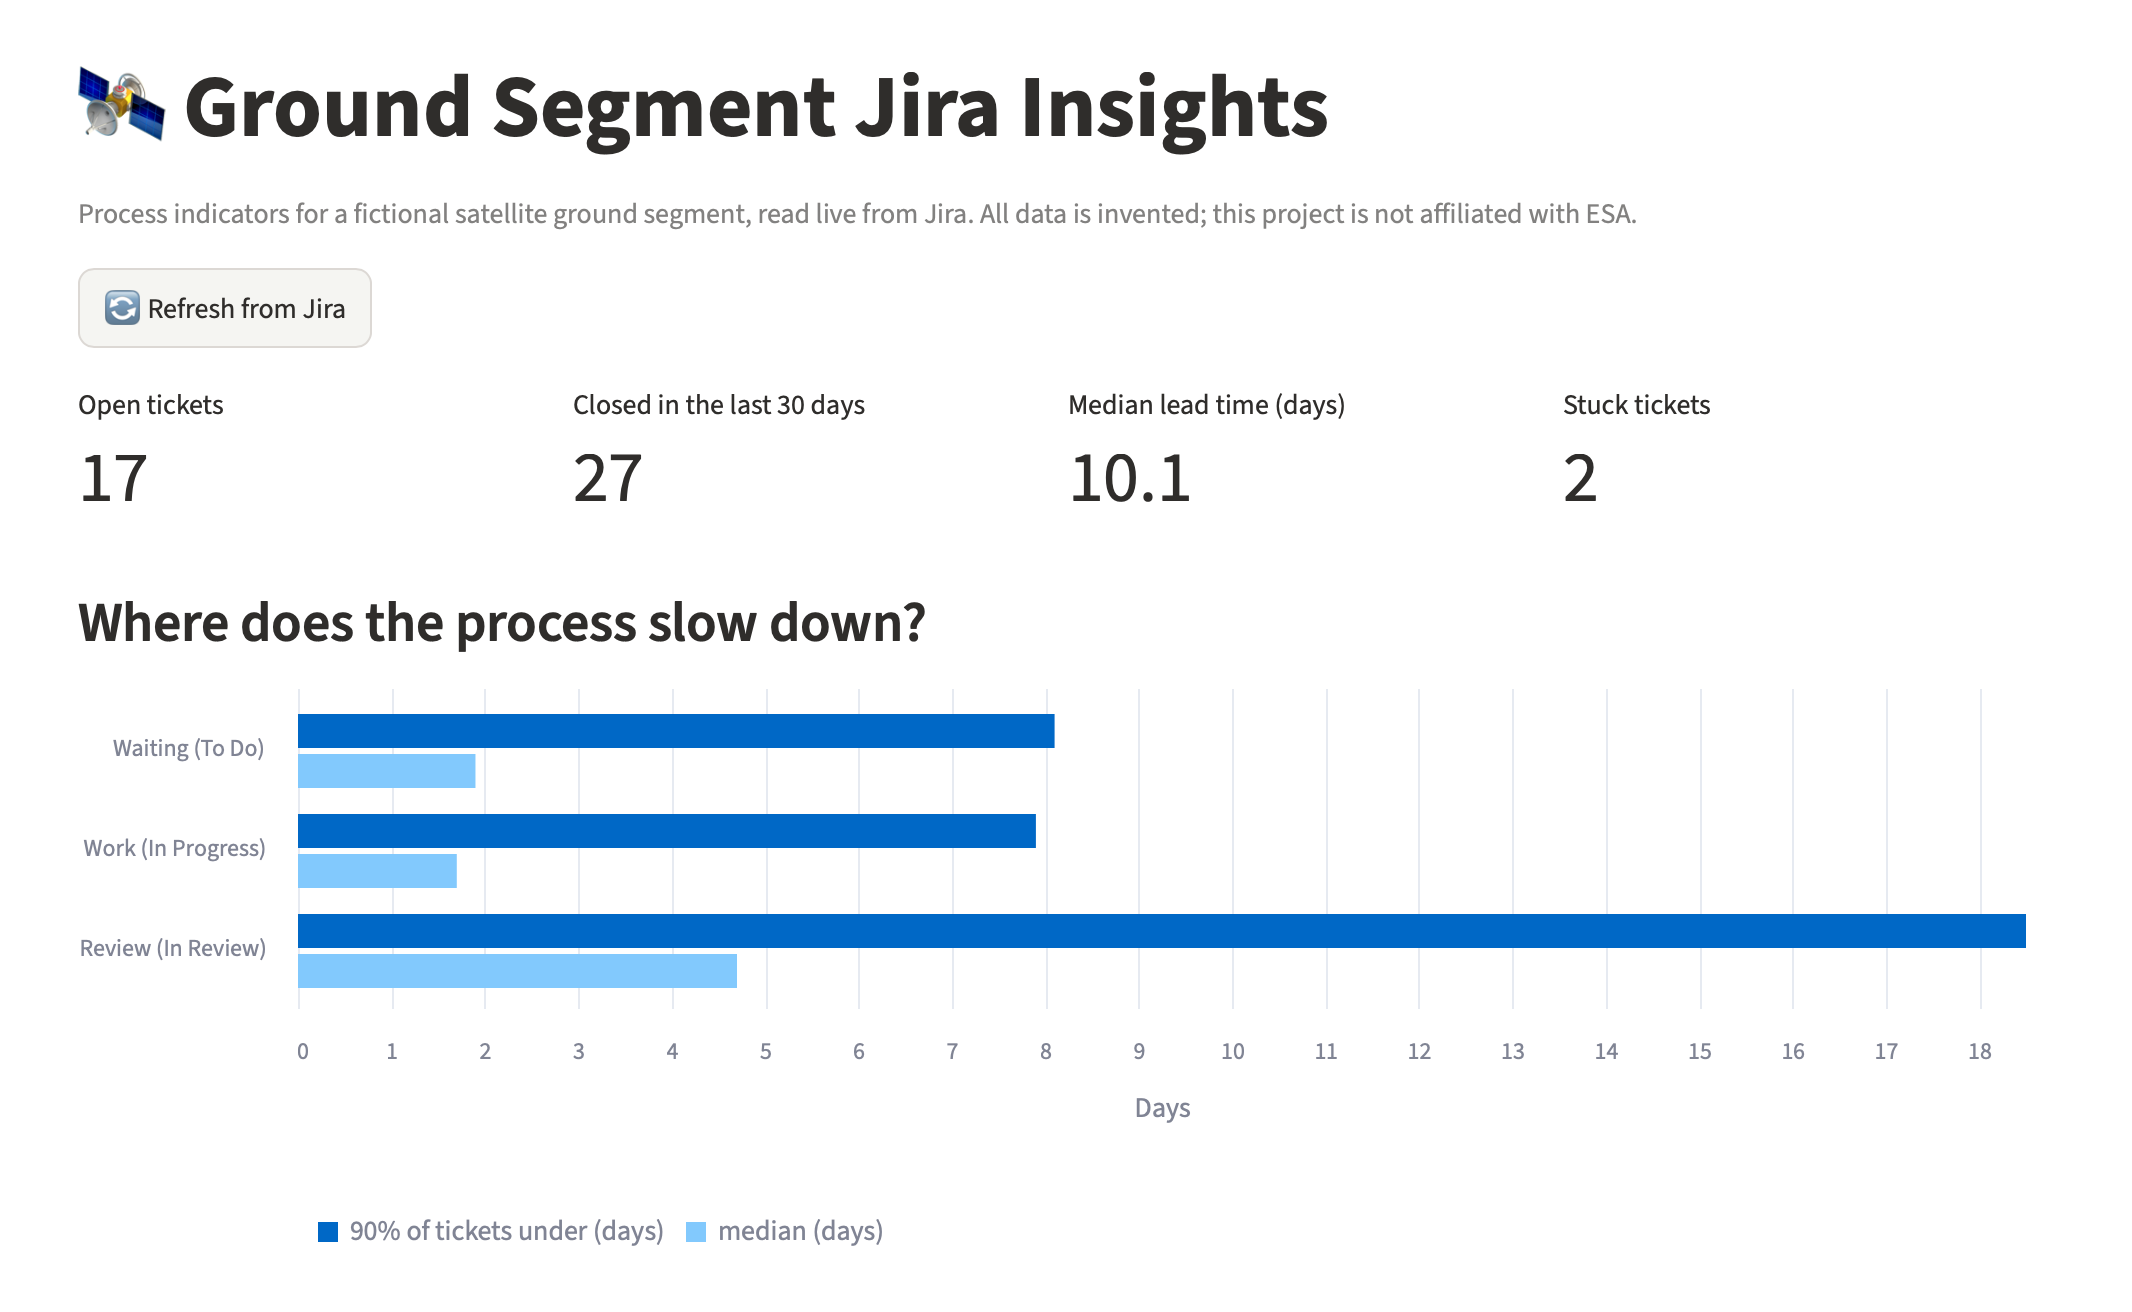 Ground Segment Jira Insights
Process indicators for a fictional satellite ground segment, read live from Jira. All data is invented; this project is not affiliated with ESA.
Refresh from Jira
Open tickets
17
Closed in the last 30 days
27
Median lead time (days)
10.1
Stuck tickets
2
Where does the process slow down?
Waiting (To Do)
Work (In Progress)
Review (In Review)
0 1 2 3 4 5 6 7 8 9 10 11 12 13 14 15 16 17 18
Days
90% of tickets under (days) median (days)